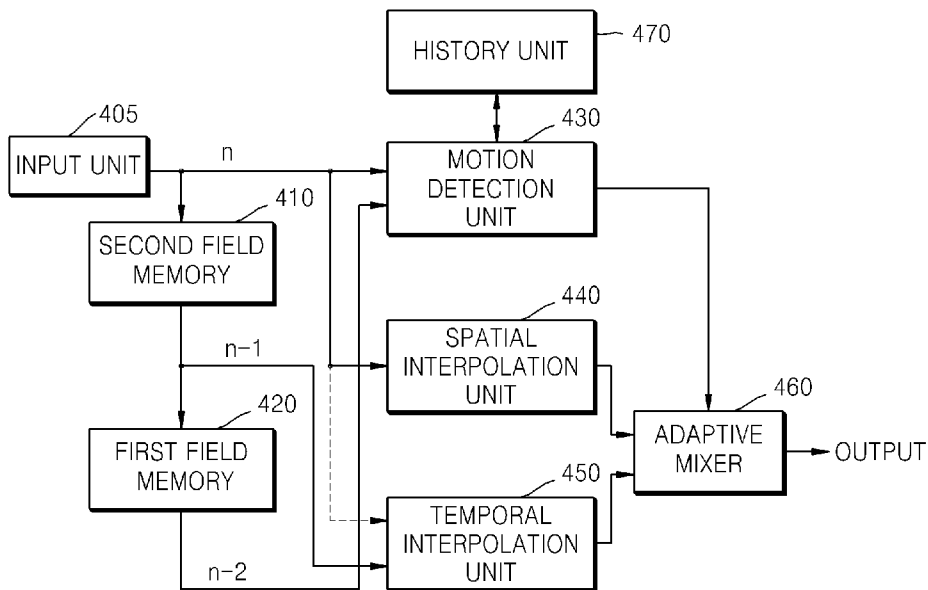 HISTORY UNIT
470
405
INPUT UNIT
n
430
MOTION
DETECTION
UNIT
410
SECOND FIELD
MEMORY
440
SPATIAL
INTERPOLATION
UNIT
n-1
420
FIRST FIELD
MEMORY
460
ADAPTIVE
MIXER
OUTPUT
450
TEMPORAL
INTERPOLATION
UNIT
n-2